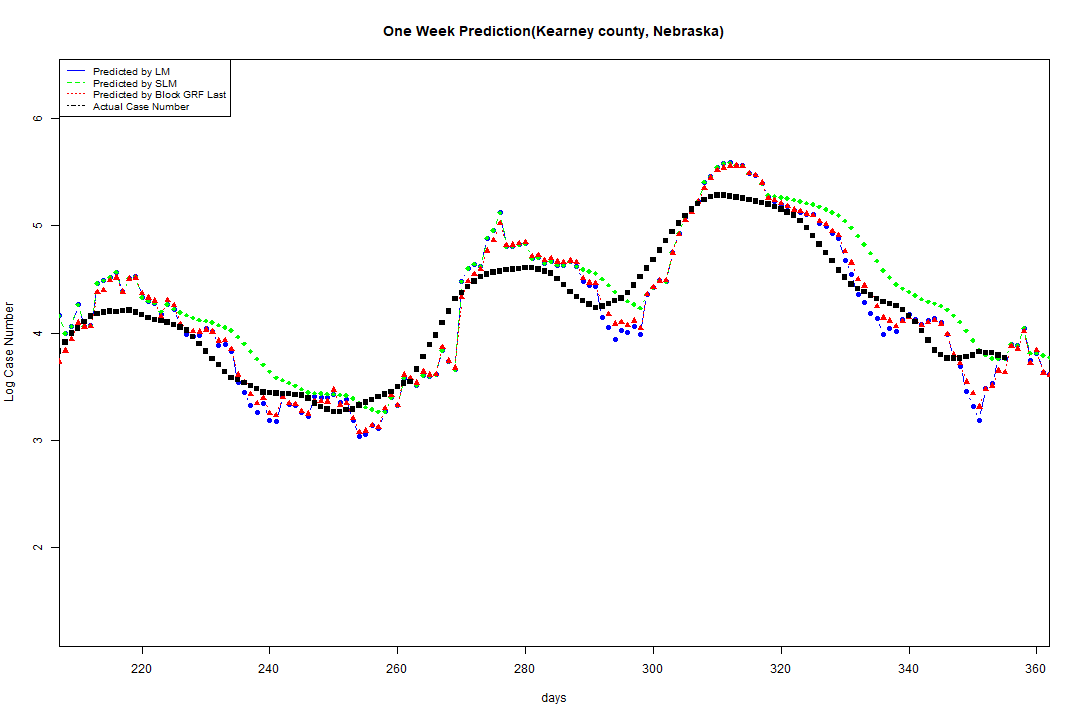 One Week Prediction(Kearney county, Nebraska)
Predicted by LM
Predicted by SLM
Predicted by Block GRF Last
Actual Case Number
Log Case Number
6
5
4
3
2
220 240 260 280 300 320 340 360
days